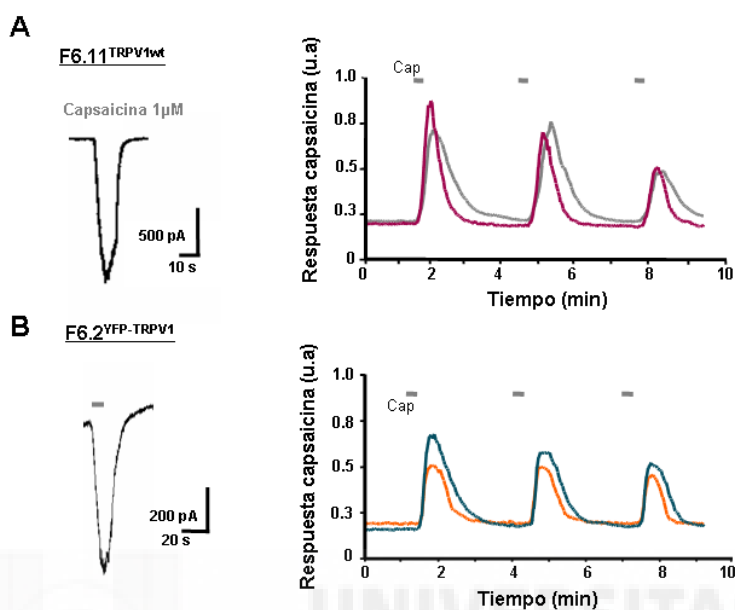 A
F6.11TRPV1wt
Capsaicina 1µM
500 pA
10 s
Respuesta capsaicina (u.a)
1.0
0.8
0.5
0.3
0
Cap
0
2
4
6
8
10
Tiempo (min)
B
F6.2YFP-TRPV1
200 pA
20 s
Respuesta capsaicina (u.a)
1.0
0.8
0.5
0.3
0
Cap
0
2
4
6
8
10
Tiempo (min)